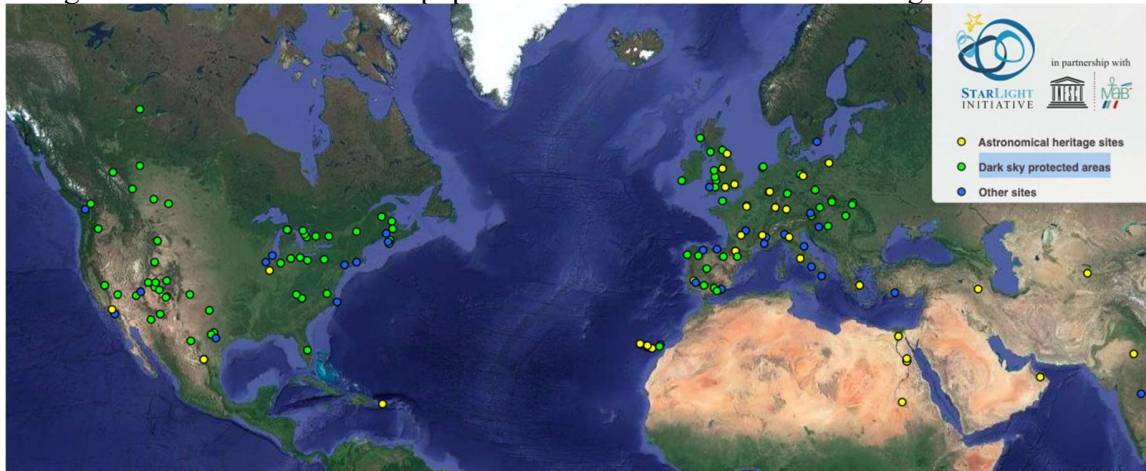 STARLIGHT
INITIATIVE
in partnership with
MAB
Astronomical heritage sites
Dark sky protected areas
Other sites